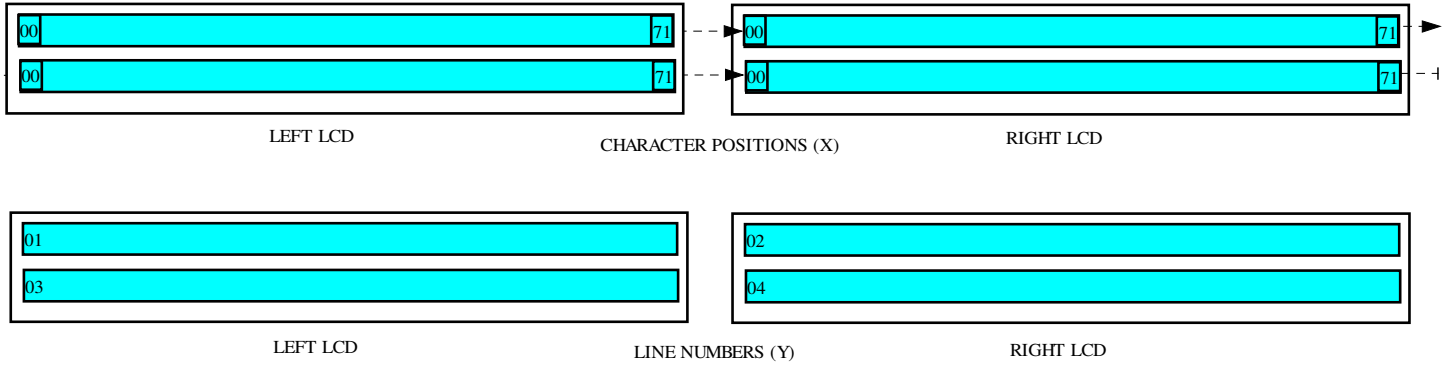 00 71 00 71
00 71 00 71
LEFT LCD CHARACTER POSITIONS (X) RIGHT LCD
01 02
03 04
LEFT LCD LINE NUMBERS (Y) RIGHT LCD